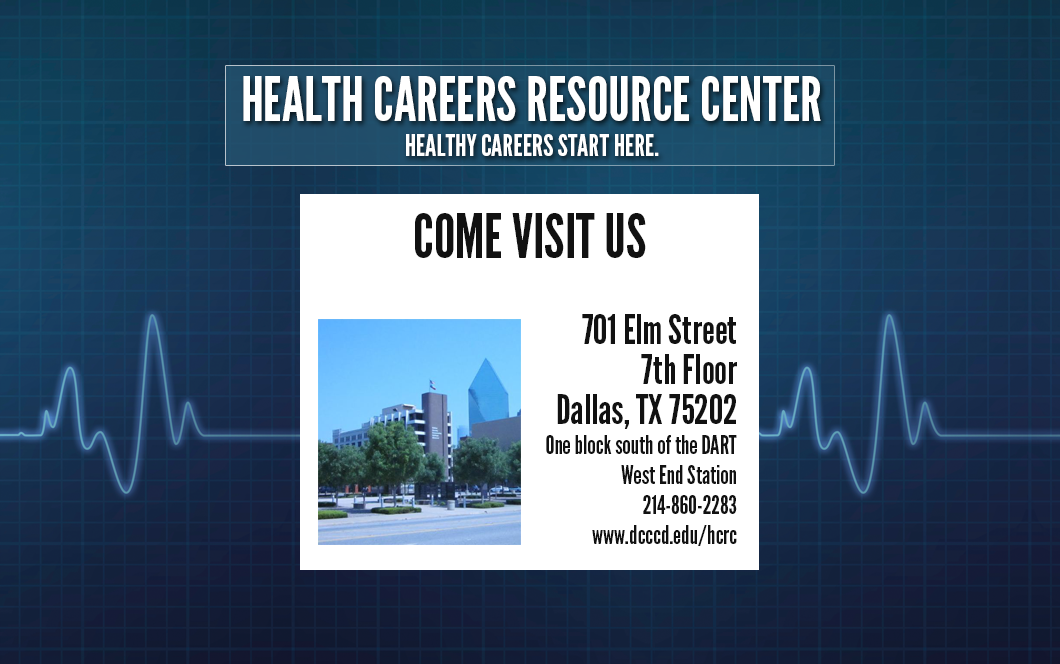 HEALTH CAREERS RESOURCE CENTER
HEALTHY CAREERS START HERE.
COME VISIT US
701 Elm Street
7th Floor
Dallas, TX 75202
One block south of the DART
West End Station
214-860-2283
www.dcccd.edu/hcrc